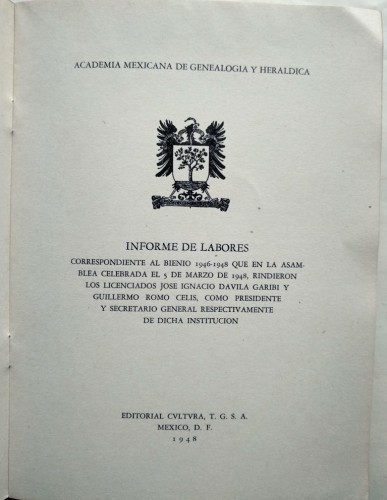 ACADEMIA MEXICANA DE GENEALOGIA Y HERALDICA
INFORME DE LABORES
CORRESPONDIENTE AL BIENIO 1946-1948 QUE EN LA ASAM-
BLEA CELEBRADA EL 5 DE MARZO DE 1948, RINDIERON
LOS LICENCIADOS JOSE IGNACIO DAVILA GARIBI Y
GUILLERMO ROMO CELIS, COMO PRESIDENTE
Y SECRETARIO GENERAL RESPECTIVAMENTE
DE DICHA INSTITUCION
EDITORIAL CVLTVRA, T. G. S. A.
MEXICO, D. F.
1948